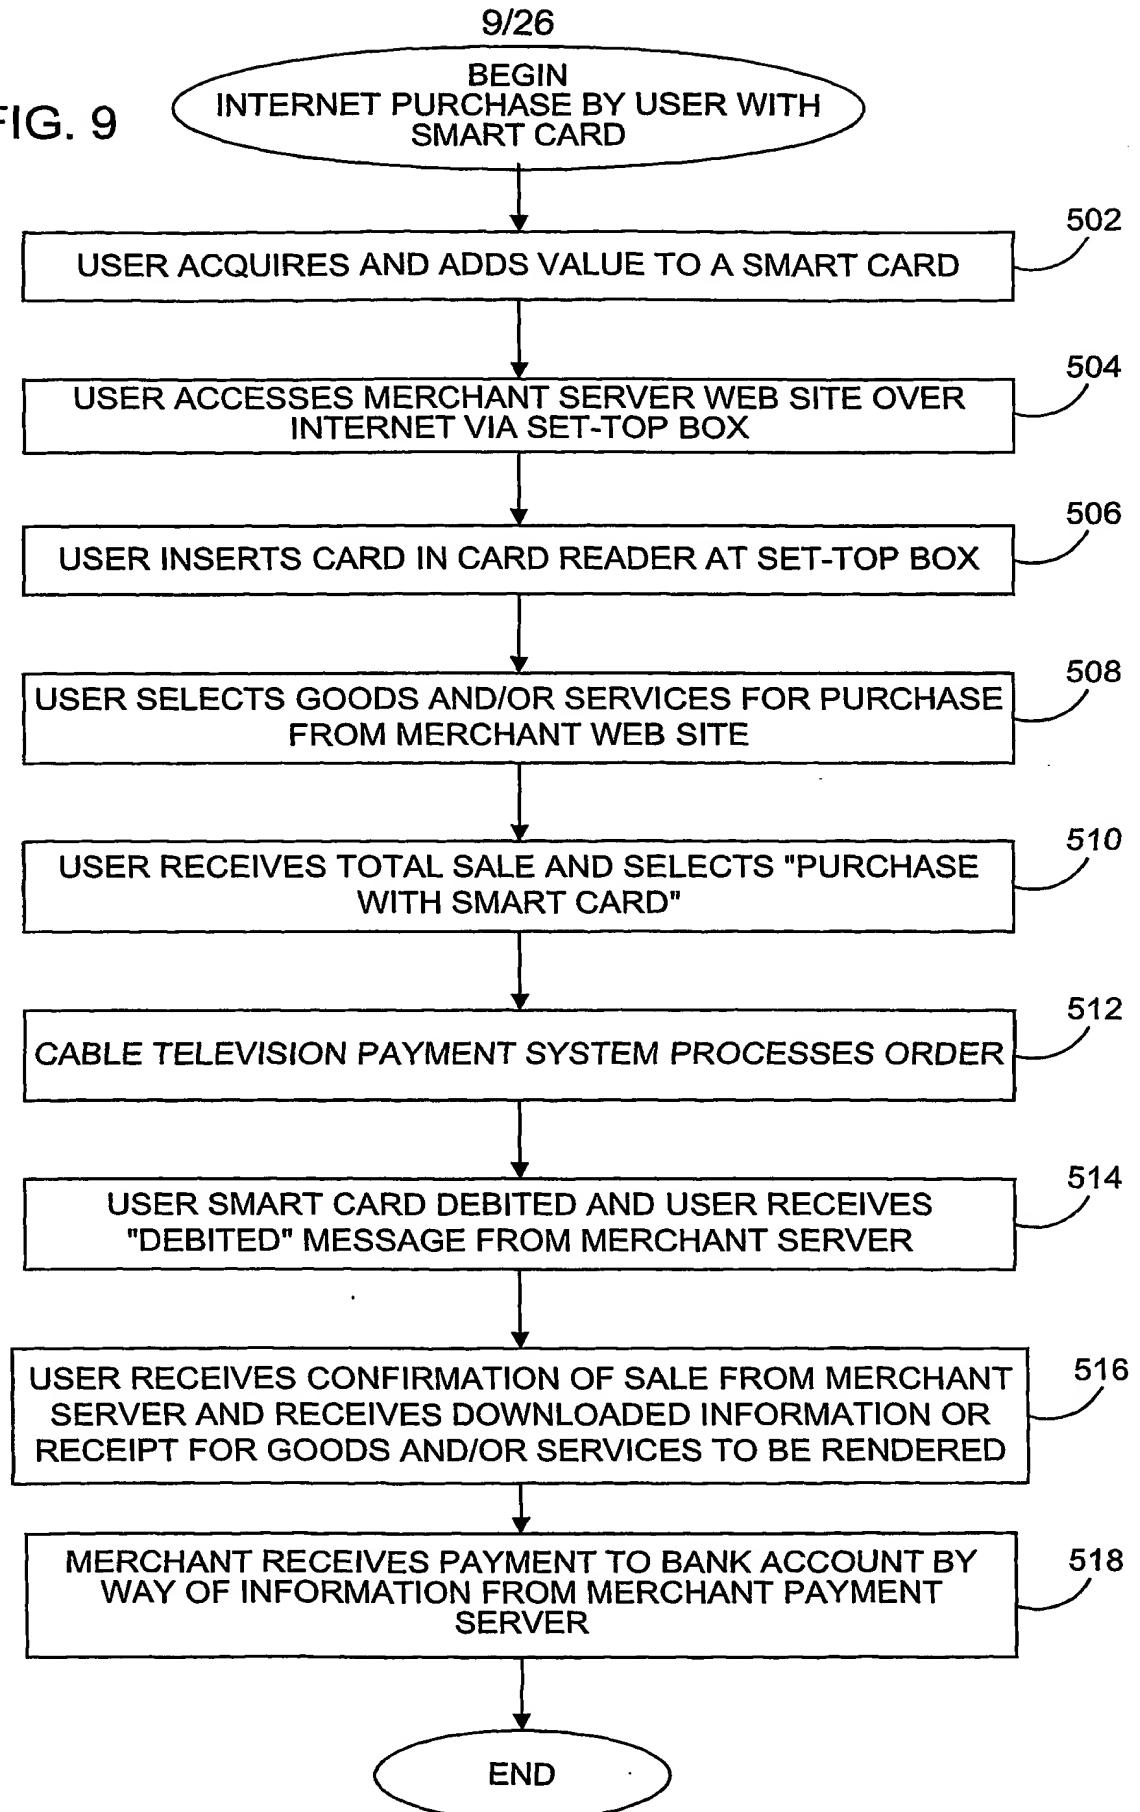 9/26
FIG. 9
BEGIN
INTERNET PURCHASE BY USER WITH
SMART CARD
502
USER ACQUIRES AND ADDS VALUE TO A SMART CARD
504
USER ACCESSES MERCHANT SERVER WEB SITE OVER
INTERNET VIA SET-TOP BOX
506
USER INSERTS CARD IN CARD READER AT SET-TOP BOX
508
USER SELECTS GOODS AND/OR SERVICES FOR PURCHASE
FROM MERCHANT WEB SITE
510
USER RECEIVES TOTAL SALE AND SELECTS "PURCHASE
WITH SMART CARD"
512
CABLE TELEVISION PAYMENT SYSTEM PROCESSES ORDER
514
USER SMART CARD DEBITED AND USER RECEIVES
"DEBITED" MESSAGE FROM MERCHANT SERVER
516
USER RECEIVES CONFIRMATION OF SALE FROM MERCHANT
SERVER AND RECEIVES DOWNLOADED INFORMATION OR
RECEIPT FOR GOODS AND/OR SERVICES TO BE RENDERED
518
MERCHANT RECEIVES PAYMENT TO BANK ACCOUNT BY
WAY OF INFORMATION FROM MERCHANT PAYMENT
SERVER
END